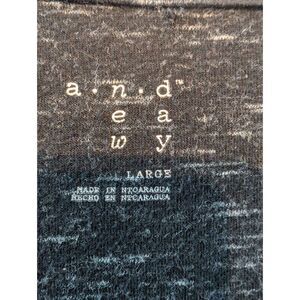 a·n·d™
e a
w y
LARGE
MADE IN NICARAGUA
HECHO EN NICARAGUA